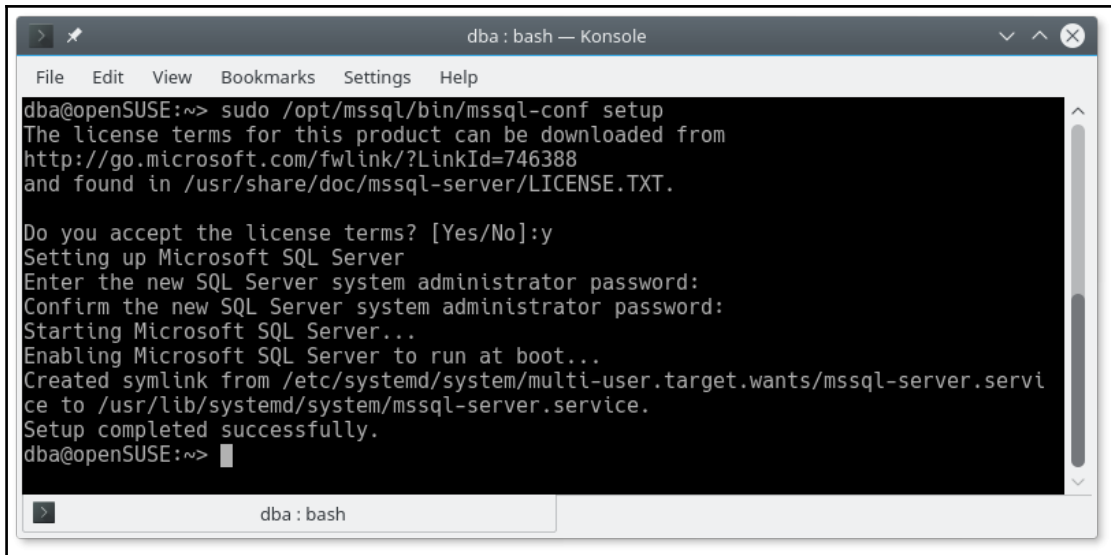 dba : bash — Konsole
File Edit View Bookmarks Settings Help
dba@openSUSE:~> sudo /opt/mssql/bin/mssql-conf setup
The license terms for this product can be downloaded from
http://go.microsoft.com/fwlink/?LinkId=746388
and found in /usr/share/doc/mssql-server/LICENSE.TXT.
Do you accept the license terms? [Yes/No]:y
Setting up Microsoft SQL Server
Enter the new SQL Server system administrator password:
Confirm the new SQL Server system administrator password:
Starting Microsoft SQL Server...
Enabling Microsoft SQL Server to run at boot...
Created symlink from /etc/systemd/system/multi-user.target.wants/mssql-server.servi
ce to /usr/lib/systemd/system/mssql-server.service.
Setup completed successfully.
dba@openSUSE:~>
dba : bash